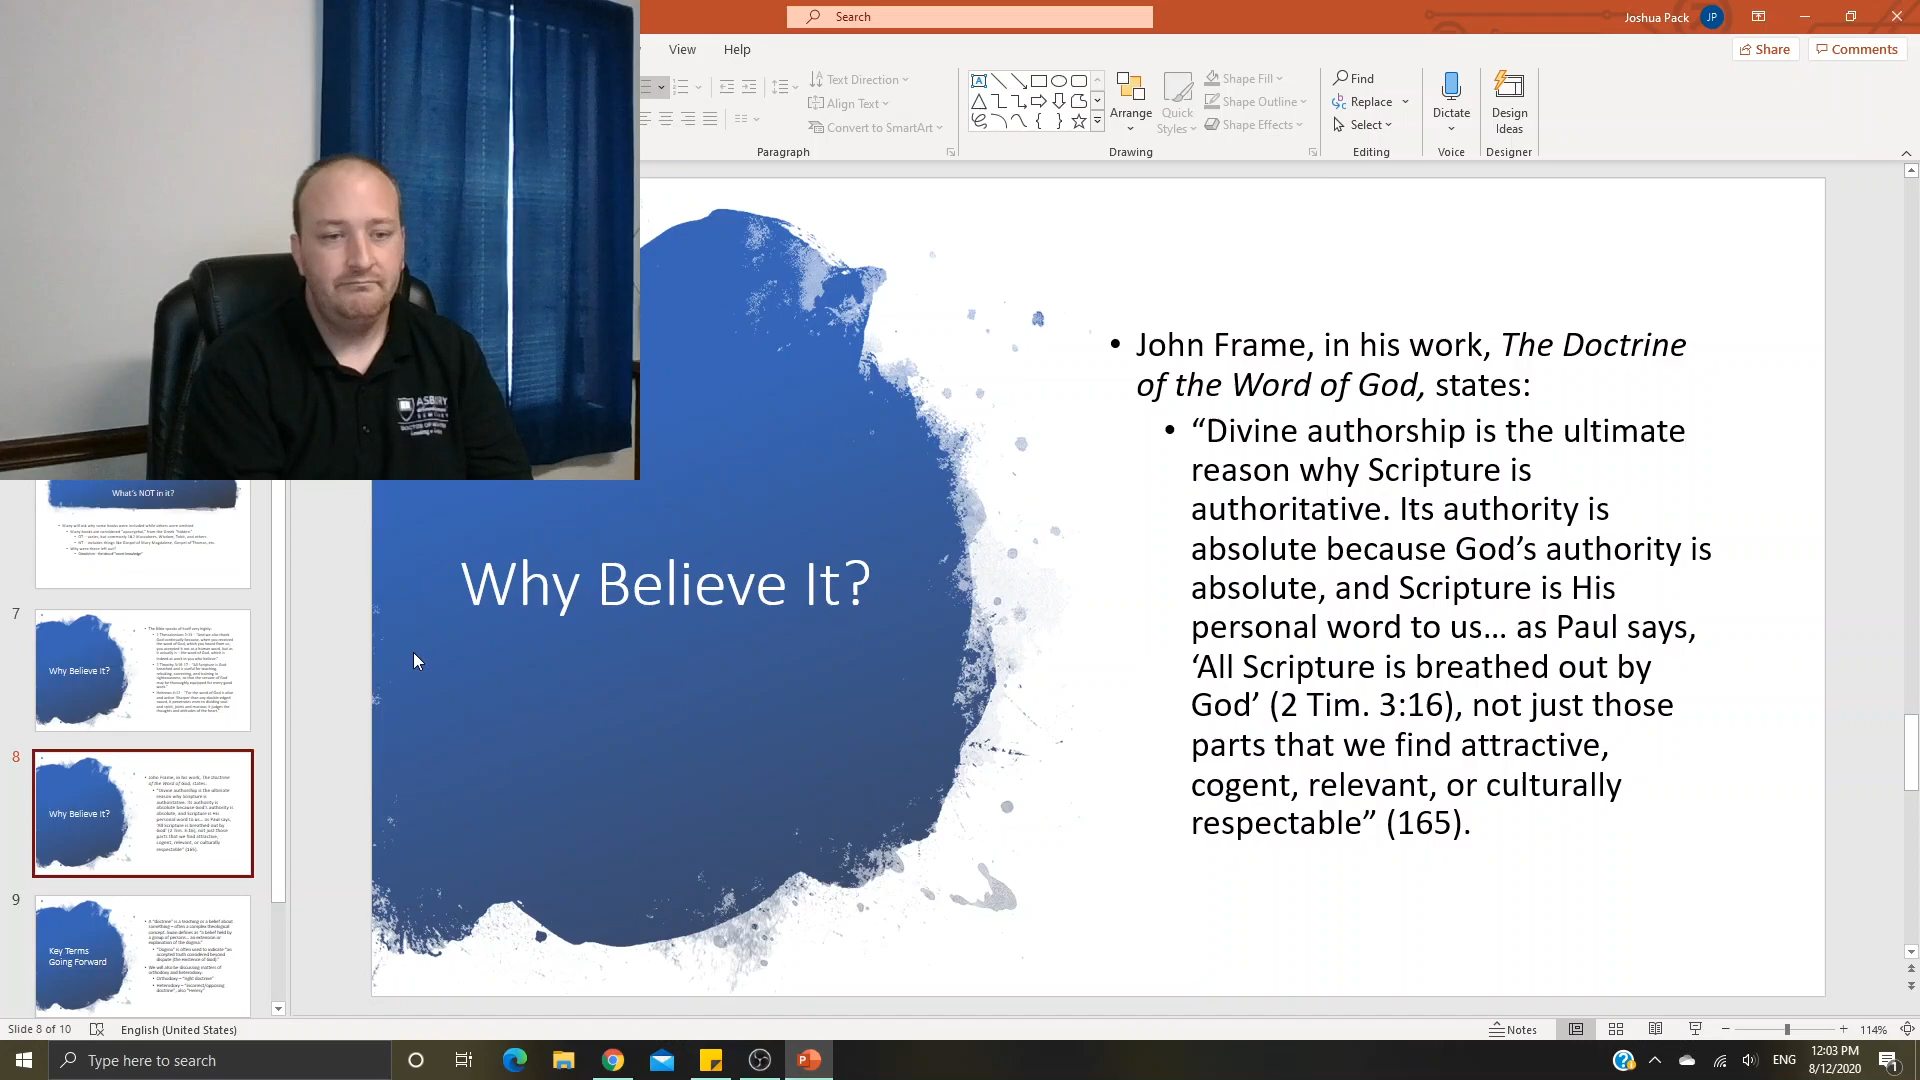 Search
Joshua Pack
JP
View
Help
Share
Comments
Text Direction
Align Text
Convert to SmartArt
Paragraph
Arrange
Quick
Styles
Shape Fill
Shape Outline
Shape Effects
Drawing
Find
Replace
Select
Editing
Dictate
Voice
Design
Ideas
Designer
What's NOT in it?
7
Why Believe It?
8
Why Believe It?
9
Key Terms
Going Forward
Why Believe It?
• John Frame, in his work, The Doctrine
of the Word of God, states:
• “Divine authorship is the ultimate
reason why Scripture is
authoritative. Its authority is
absolute because God’s authority is
absolute, and Scripture is His
personal word to us… as Paul says,
‘All Scripture is breathed out by
God’ (2 Tim. 3:16), not just those
parts that we find attractive,
cogent, relevant, or culturally
respectable” (165).
Slide 8 of 10
English (United States)
Notes
114%
Type here to search
ENG
12:03 PM
8/12/2020